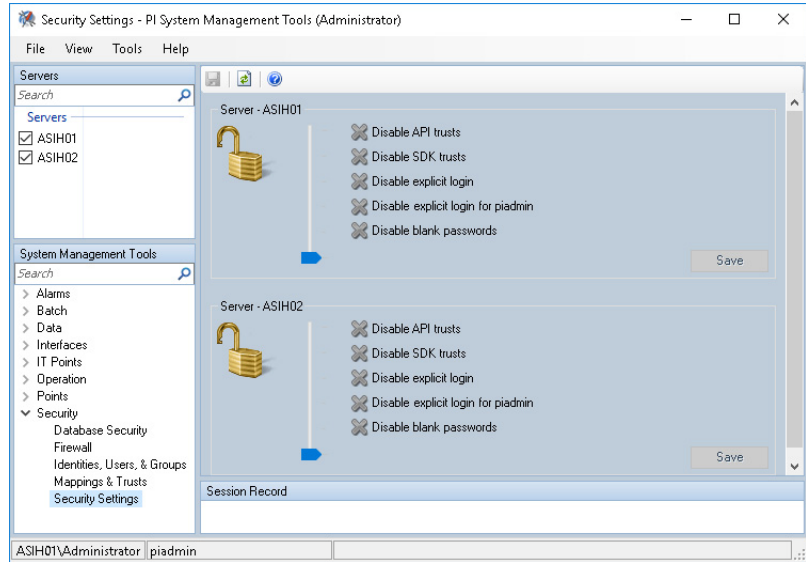 Security Settings - PI System Management Tools (Administrator)
File View Tools Help
Servers
Search
Servers
ASIH01
ASIH02
System Management Tools
Search
Alarms
Batch
Data
Interfaces
IT Points
Operation
Points
Security
Database Security
Firewall
Identities, Users, & Groups
Mappings & Trusts
Security Settings
Server - ASIH01
Disable API trusts
Disable SDK trusts
Disable explicit login
Disable explicit login for piadmin
Disable blank passwords
Save
Server - ASIH02
Disable API trusts
Disable SDK trusts
Disable explicit login
Disable explicit login for piadmin
Disable blank passwords
Save
Session Record
ASIH01\Administrator piadmin